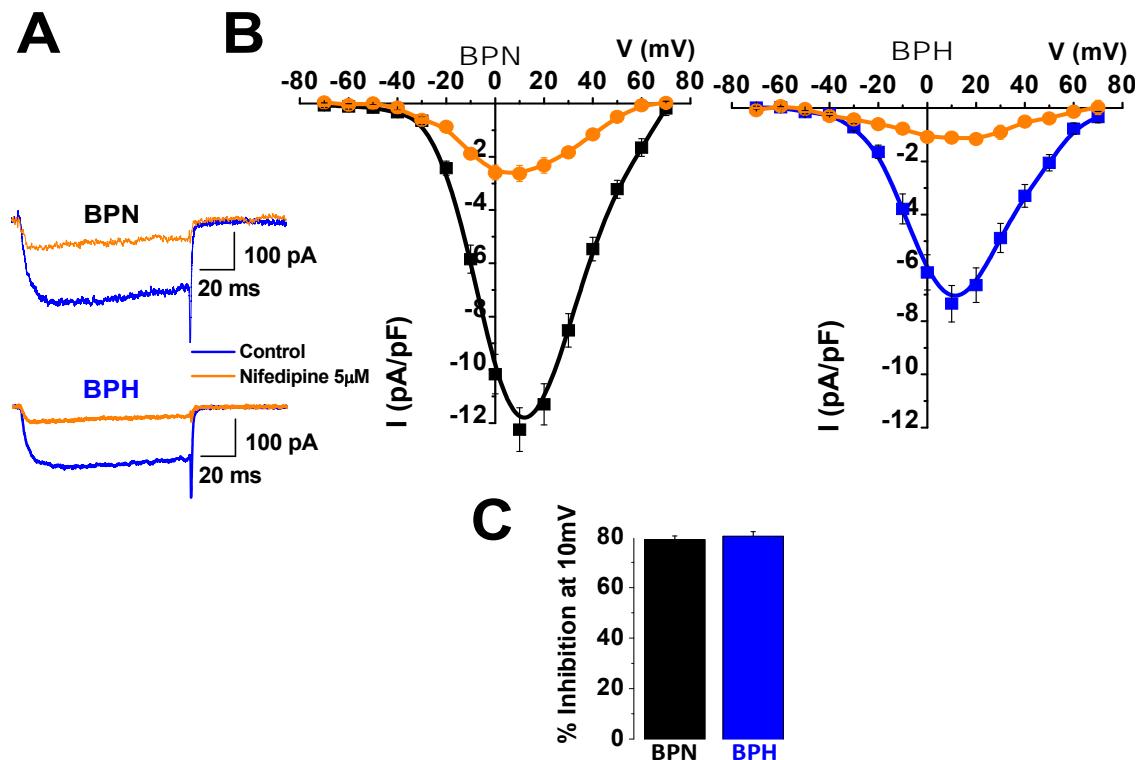 A
BPN
100 pA
20 ms
Control
Nifedipine 5μM
BPH
100 pA
20 ms
B
BPN
V (mV)
-80 -60 -40 -20 0 20 40 60 80
-2
-4
-6
-8
-10
-12
I (pA/pF)
BPH
V (mV)
-80 -60 -40 -20 0 20 40 60 80
-2
-4
-6
-8
-10
-12
I (pA/pF)
C
% Inhibition at 10mV
80
60
40
20
0
BPN BPH